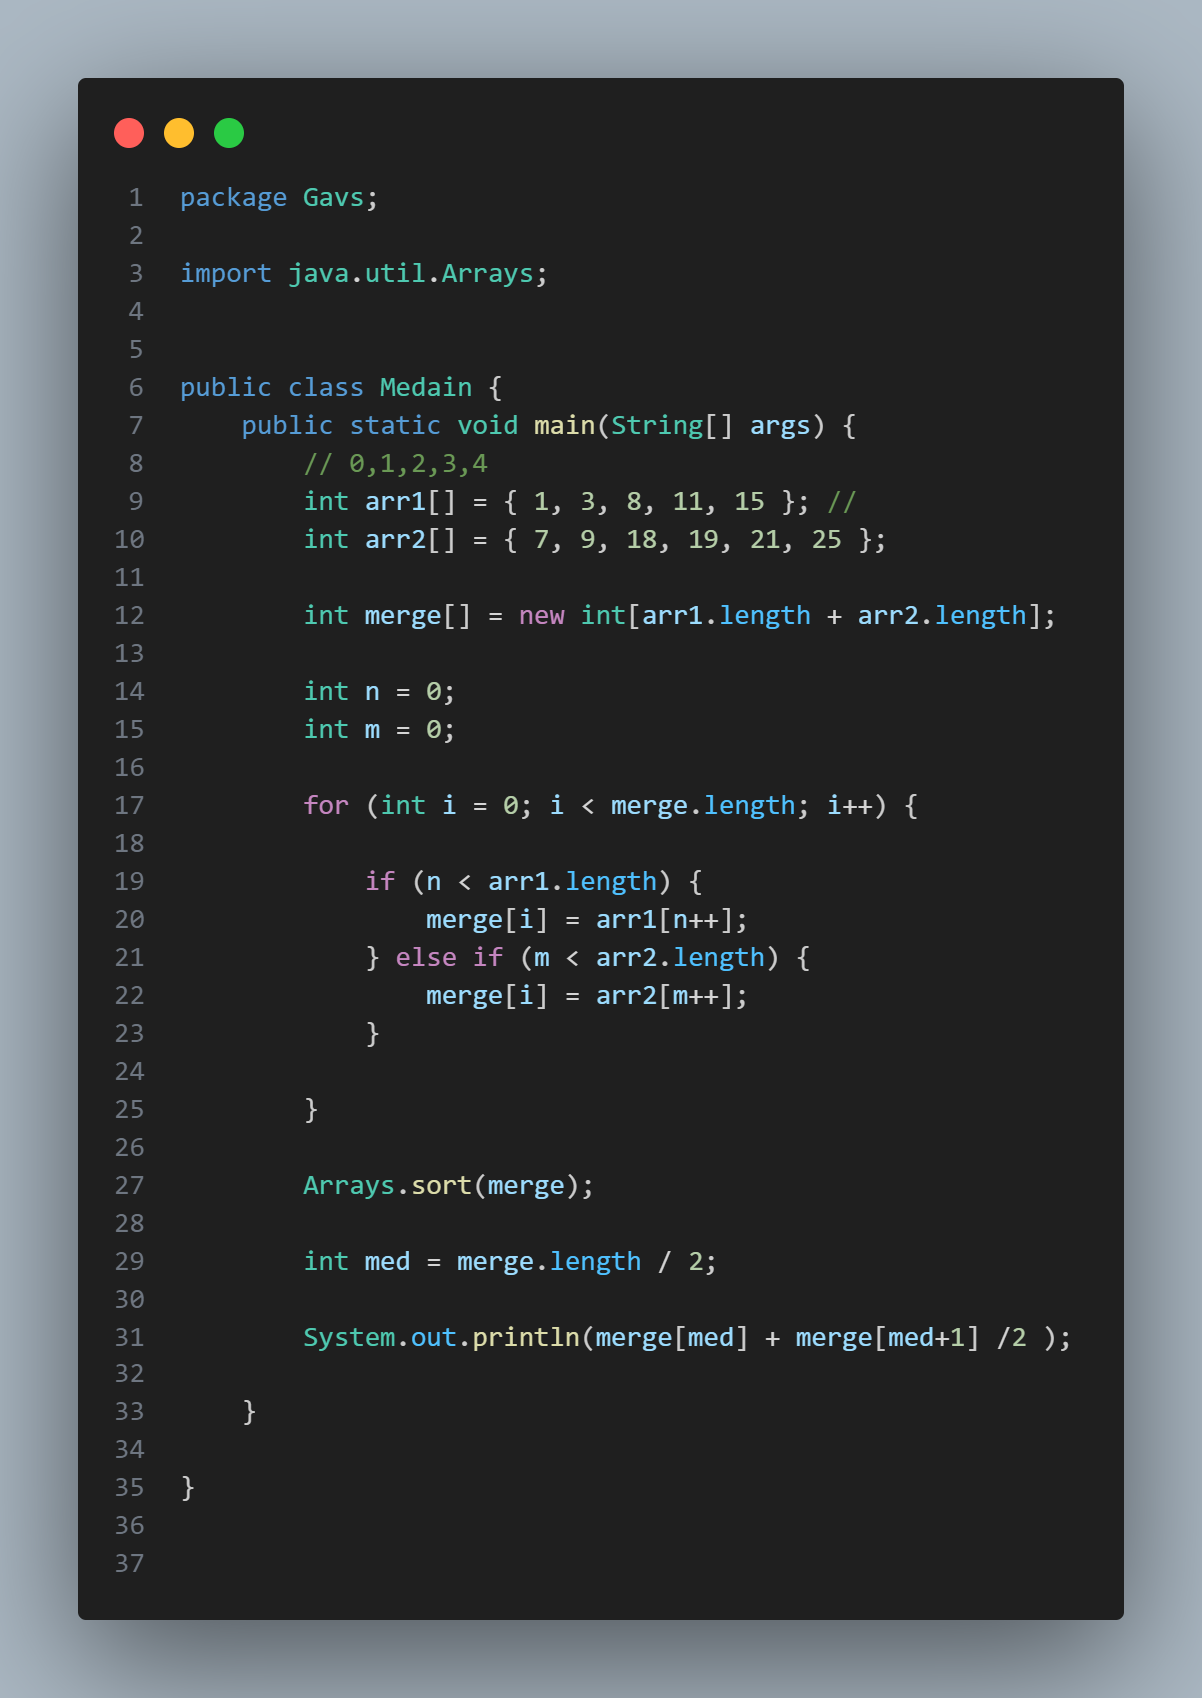 1 package Gavs;
2
3 import java.util.Arrays;
4
5
6 public class Medain {
7     public static void main(String[] args) {
8         // 0,1,2,3,4
9         int arr1[] = { 1, 3, 8, 11, 15 }; //
10         int arr2[] = { 7, 9, 18, 19, 21, 25 };
11
12         int merge[] = new int[arr1.length + arr2.length];
13
14         int n = 0;
15         int m = 0;
16
17         for (int i = 0; i < merge.length; i++) {
18
19             if (n < arr1.length) {
20                 merge[i] = arr1[n++];
21             } else if (m < arr2.length) {
22                 merge[i] = arr2[m++];
23             }
24
25         }
26
27         Arrays.sort(merge);
28
29         int med = merge.length / 2;
30
31         System.out.println(merge[med] + merge[med+1] /2 );
32
33     }
34
35 }
36
37